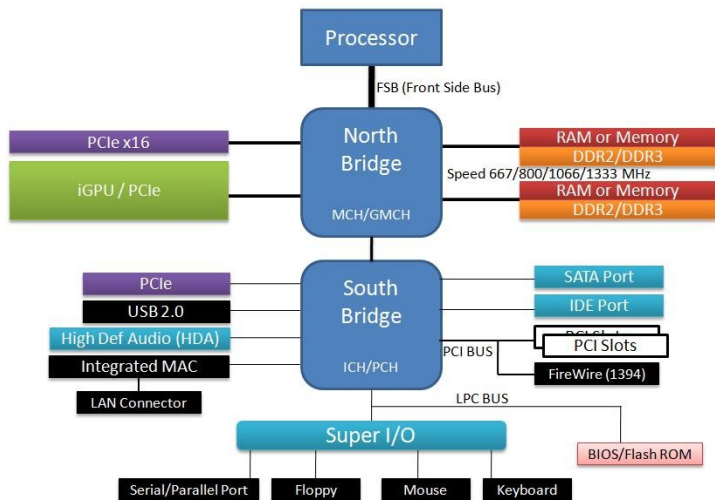 Processor
FSB (Front Side Bus)
North
Bridge
MCH/GMCH
PCIe x16
iGPU / PCIe
RAM or Memory
DDR2/DDR3
Speed 667/800/1066/1333 MHz
RAM or Memory
DDR2/DDR3
South
Bridge
ICH/PCH
PCIe
USB 2.0
High Def Audio (HDA)
Integrated MAC
LAN Connector
SATA Port
IDE Port
PCI BUS
PCI Slots
PCI Slots
FireWire (1394)
LPC BUS
Super I/O
BIOS/Flash ROM
Serial/Parallel Port
Floppy
Mouse
Keyboard